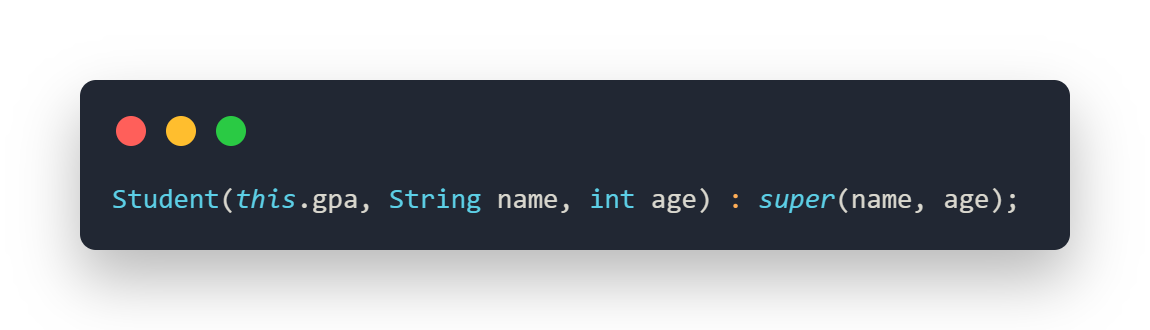 Student(this.gpa, String name, int age) : super(name, age);